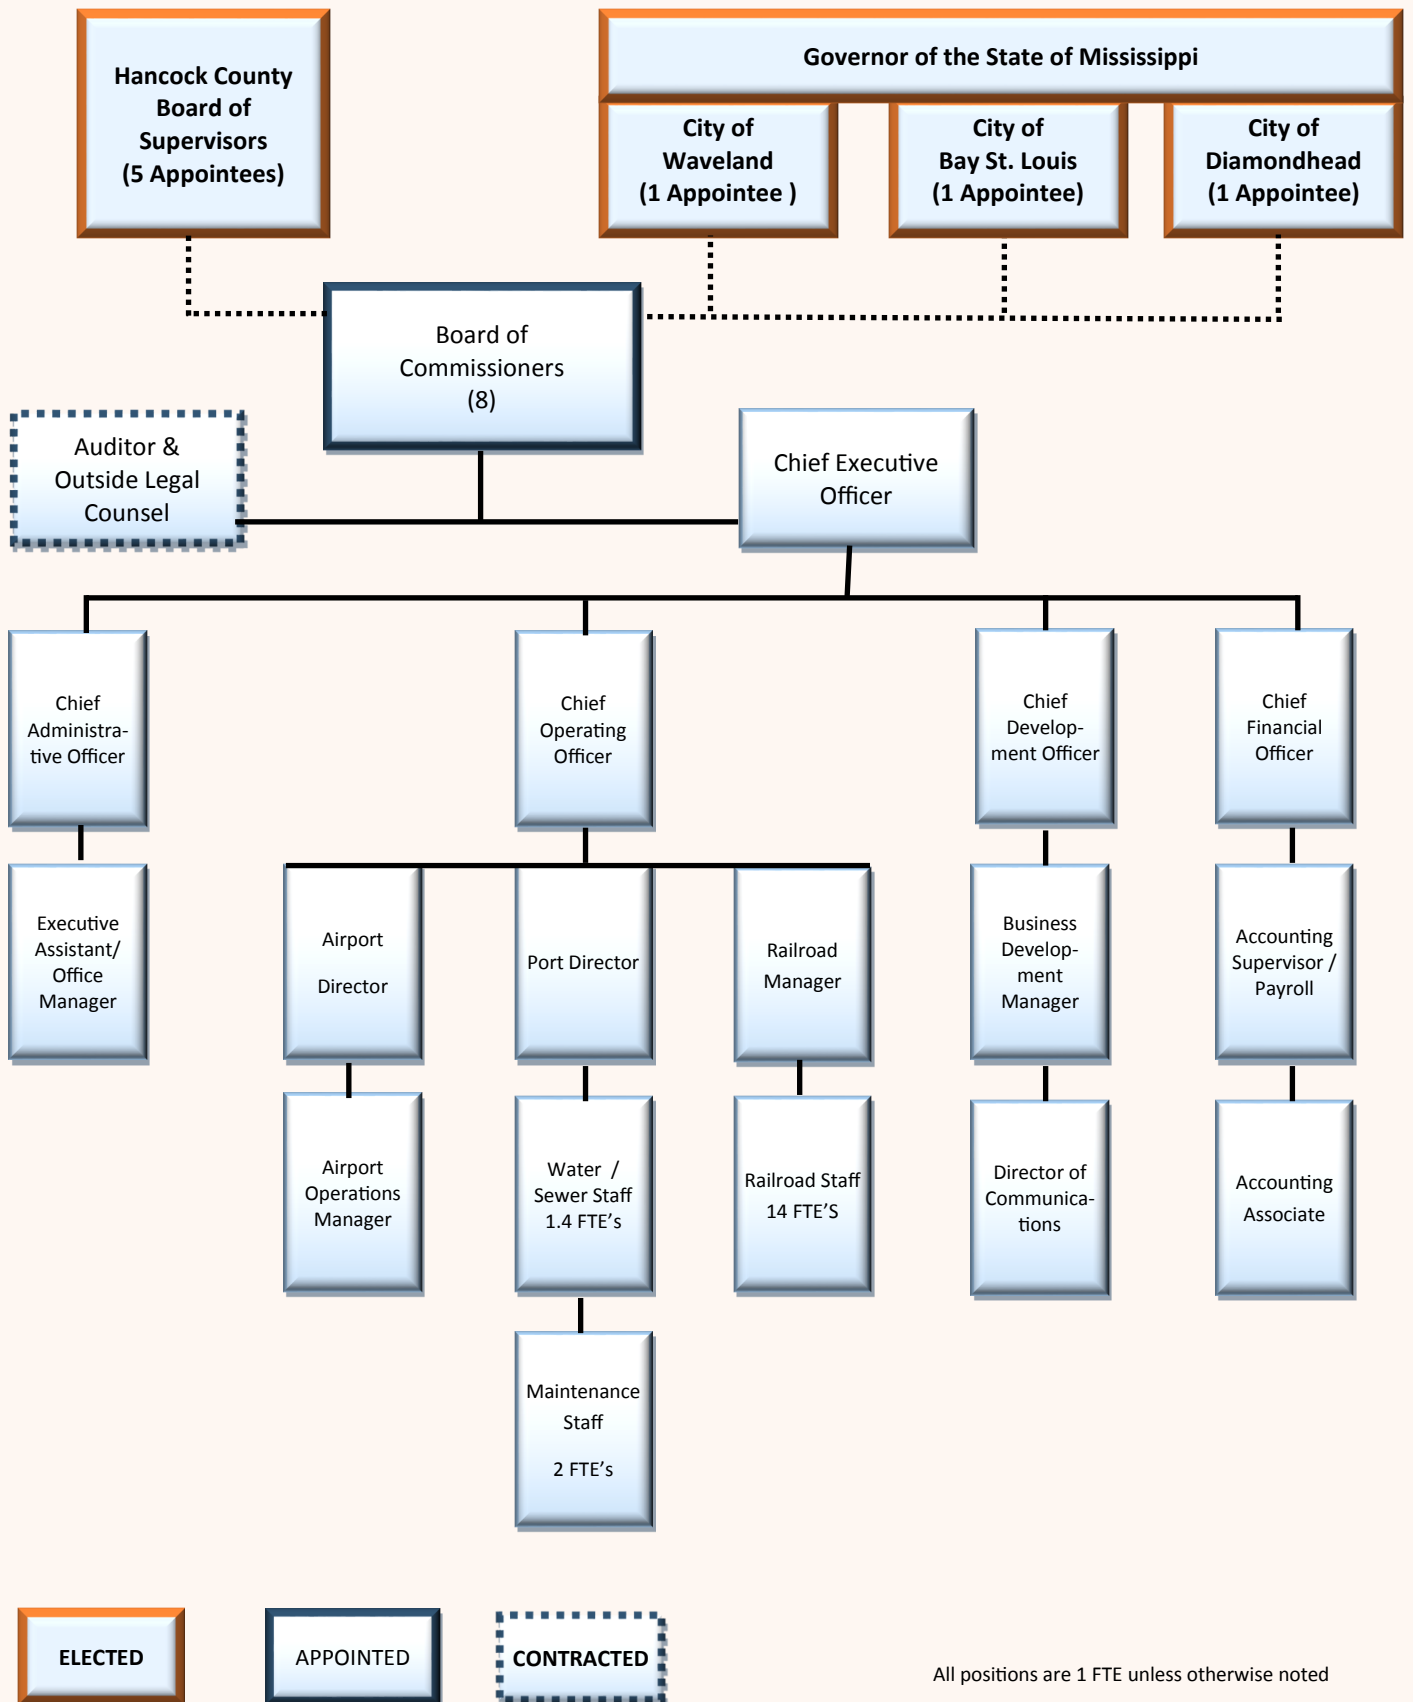 Hancock County
Board of
Supervisors
(5 Appointees)
Governor of the State of Mississippi
City of
Waveland
(1 Appointee )
City of
Bay St. Louis
(1 Appointee)
City of
Diamondhead
(1 Appointee)
Board of
Commissioners
(8)
Auditor &
Outside Legal
Counsel
Chief Executive
Officer
Chief
Administra-
tive Officer
Chief
Operating
Officer
Chief
Develop-
ment Officer
Chief
Financial
Officer
Executive
Assistant/
Office
Manager
Airport
Director
Port Director
Railroad
Manager
Business
Develop-
ment
Manager
Accounting
Supervisor /
Payroll
Airport
Operations
Manager
Water /
Sewer Staff
1.4 FTE's
Railroad Staff
14 FTE'S
Director of
Communica-
tions
Accounting
Associate
Maintenance
Staff
2 FTE's
ELECTED
APPOINTED
CONTRACTED
All positions are 1 FTE unless otherwise noted